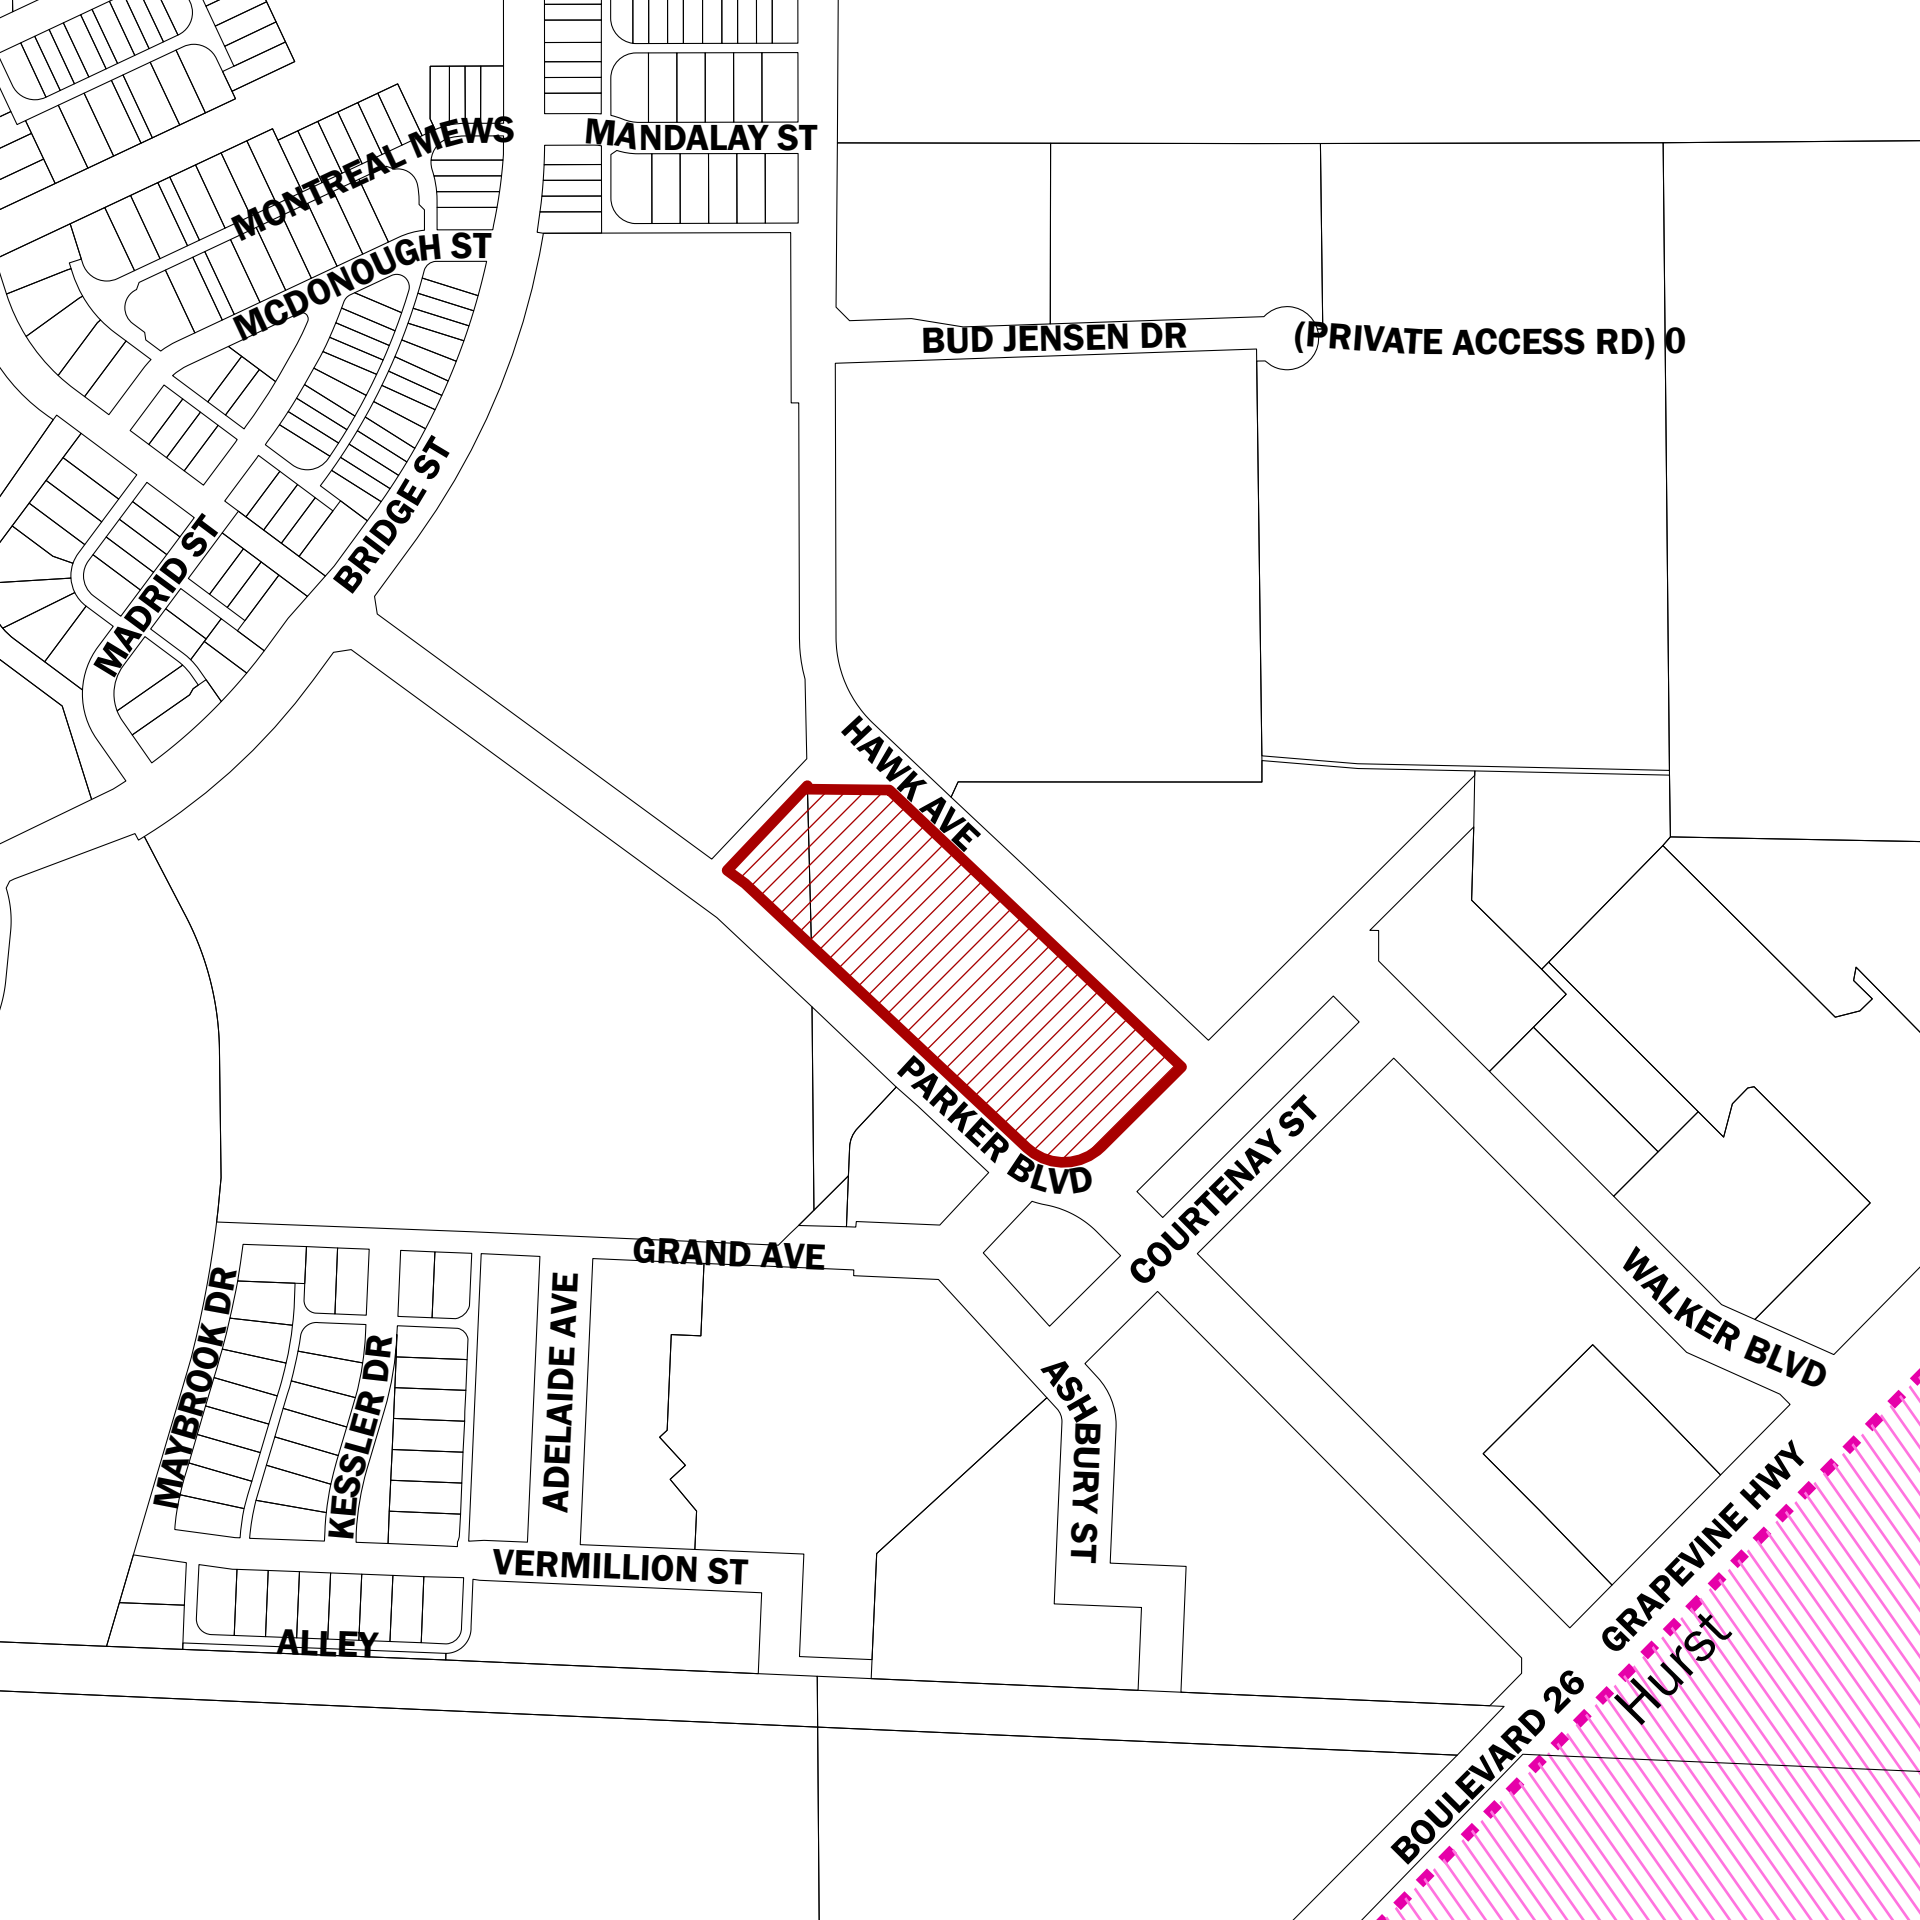 MONTREAL MEWS
MANDALAY ST
MCDONOUGH ST
BUD JENSEN DR
(PRIVATE ACCESS RD) 0
BRIDGE ST
MADRID ST
HAWK AVE
PARKER BLVD
COURTENAY ST
GRAND AVE
WALKER BLVD
MAYBROOK DR
KESSLER DR
ADELAIDE AVE
ASHBURY ST
VERMILLION ST
GRAPEVINE HWY
Hurst
ALLEY
BOULEVARD 26